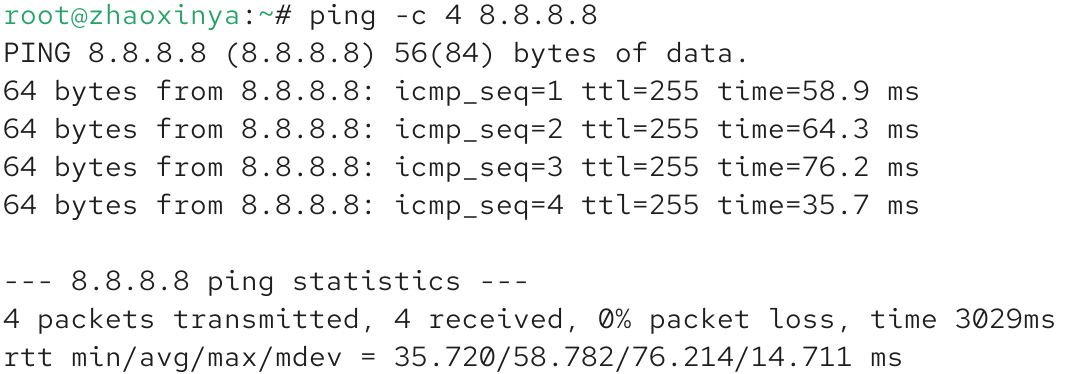 root@zhaoxinya:~# ping -c 4 8.8.8.8
PING 8.8.8.8 (8.8.8.8) 56(84) bytes of data.
64 bytes from 8.8.8.8: icmp_seq=1 ttl=255 time=58.9 ms
64 bytes from 8.8.8.8: icmp_seq=2 ttl=255 time=64.3 ms
64 bytes from 8.8.8.8: icmp_seq=3 ttl=255 time=76.2 ms
64 bytes from 8.8.8.8: icmp_seq=4 ttl=255 time=35.7 ms
--- 8.8.8.8 ping statistics ---
4 packets transmitted, 4 received, 0% packet loss, time 3029ms
rtt min/avg/max/mdev = 35.720/58.782/76.214/14.711 ms